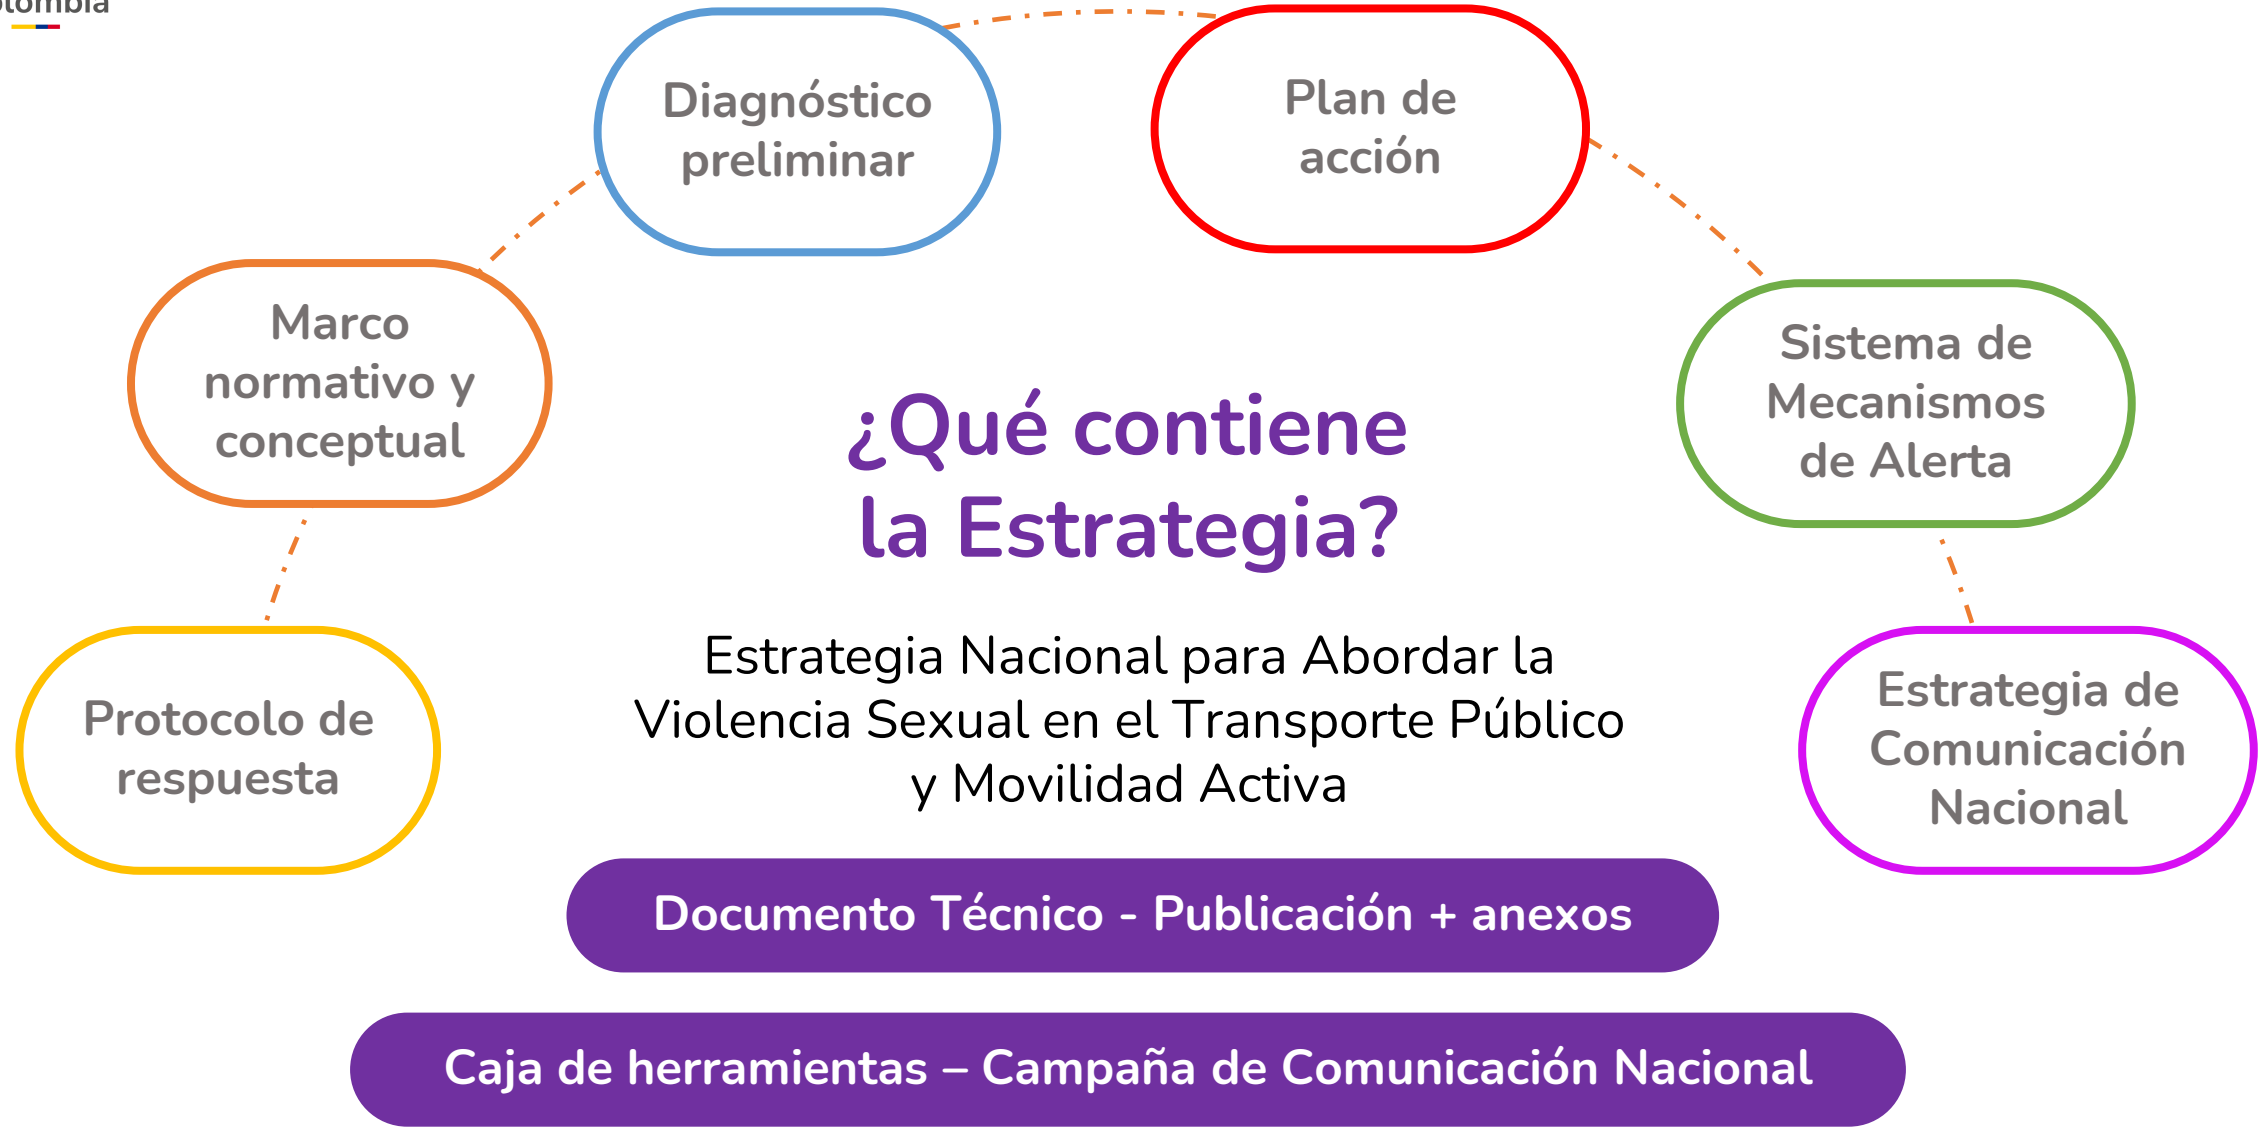 Diagnóstico
preliminar
Plan de
acción
Marco
normativo y
conceptual
Sistema de
Mecanismos
de Alerta
¿Qué contiene
la Estrategia?
Protocolo de
respuesta
Estrategia Nacional para Abordar la
Violencia Sexual en el Transporte Público
y Movilidad Activa
Estrategia de
Comunicación
Nacional
Documento Técnico - Publicación + anexos
Caja de herramientas – Campaña de Comunicación Nacional